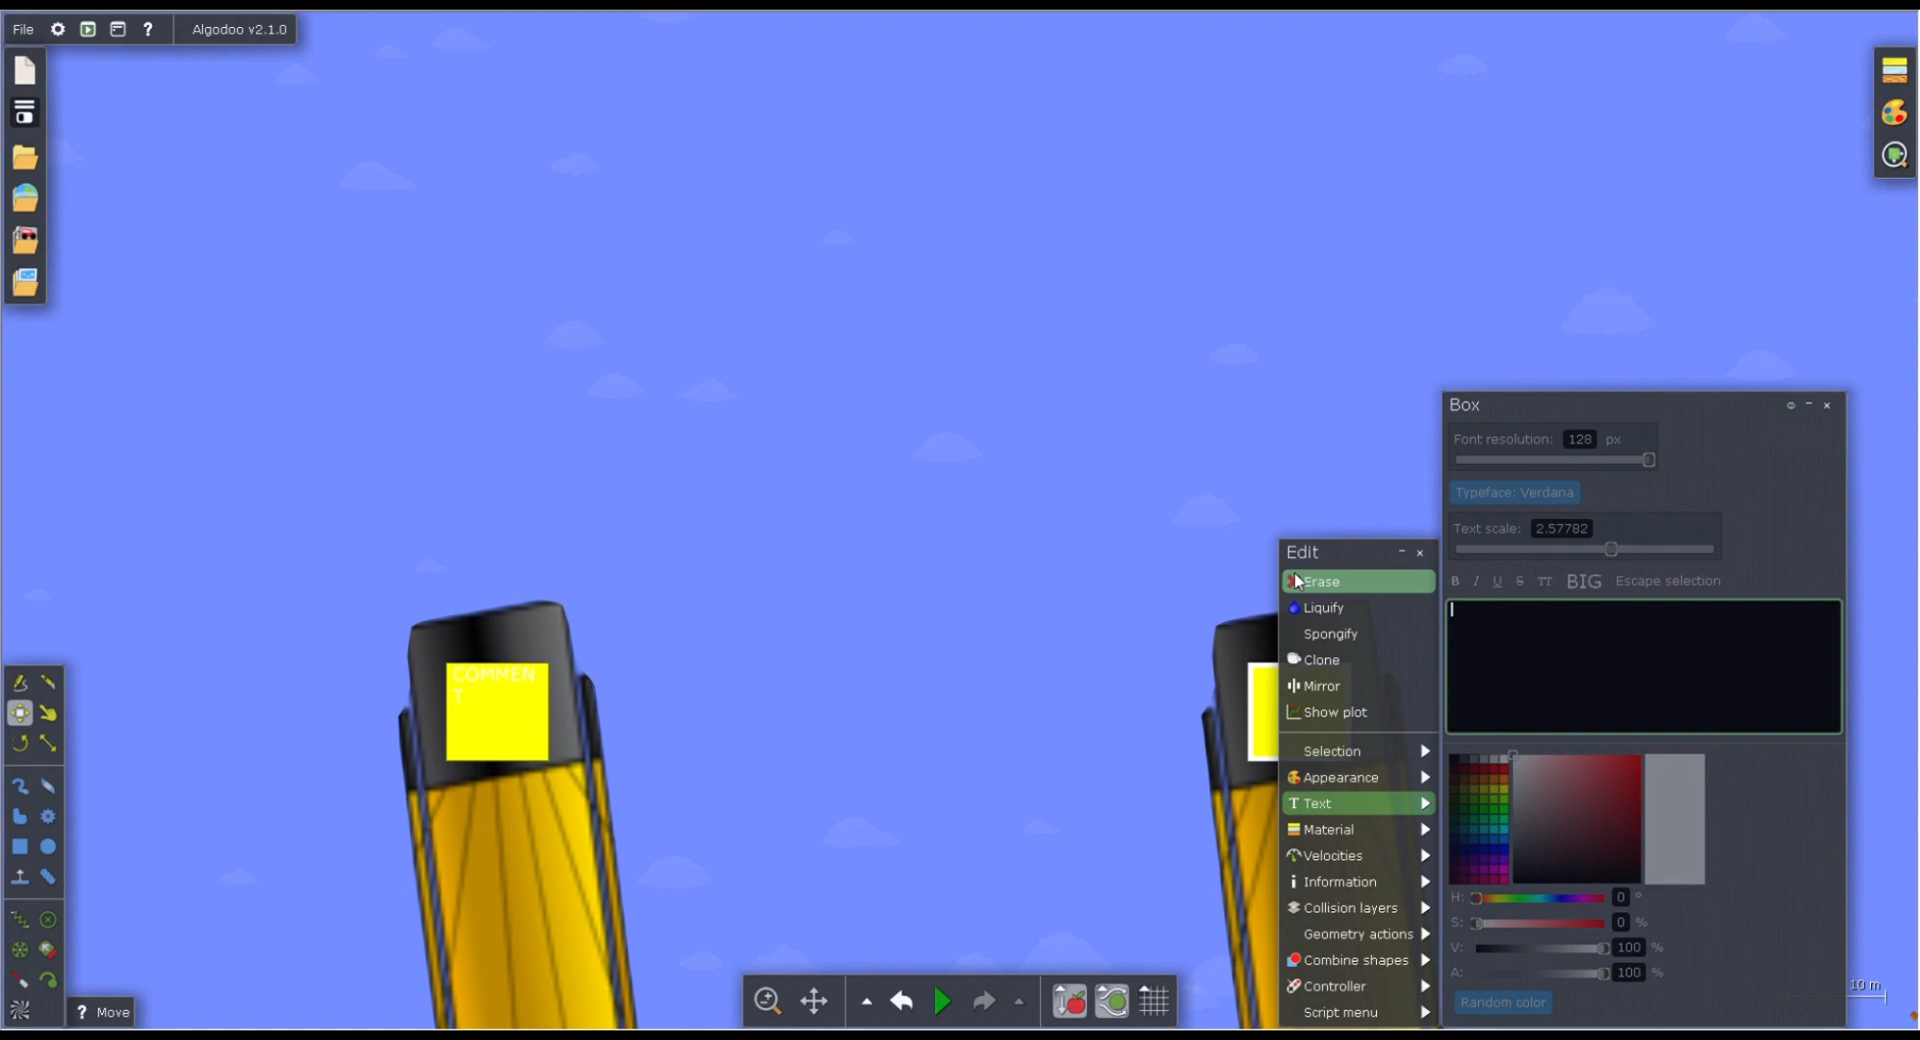 File
?
Algodoo v2.1.0
Box
Font resolution: 128 px
Typeface: Verdana
Text scale: 2.57782
B I U S TT BIG Escape selection
Edit
Erase
Liquify
Spongify
Clone
Mirror
Show plot
Selection
Appearance
T Text
Material
Velocities
i Information
Collision layers
Geometry actions
Combine shapes
Controller
Script menu
COMMEN
T
H: 0 °
S: 0 %
V: 100 %
A: 100 %
Random color
10 m
? Move